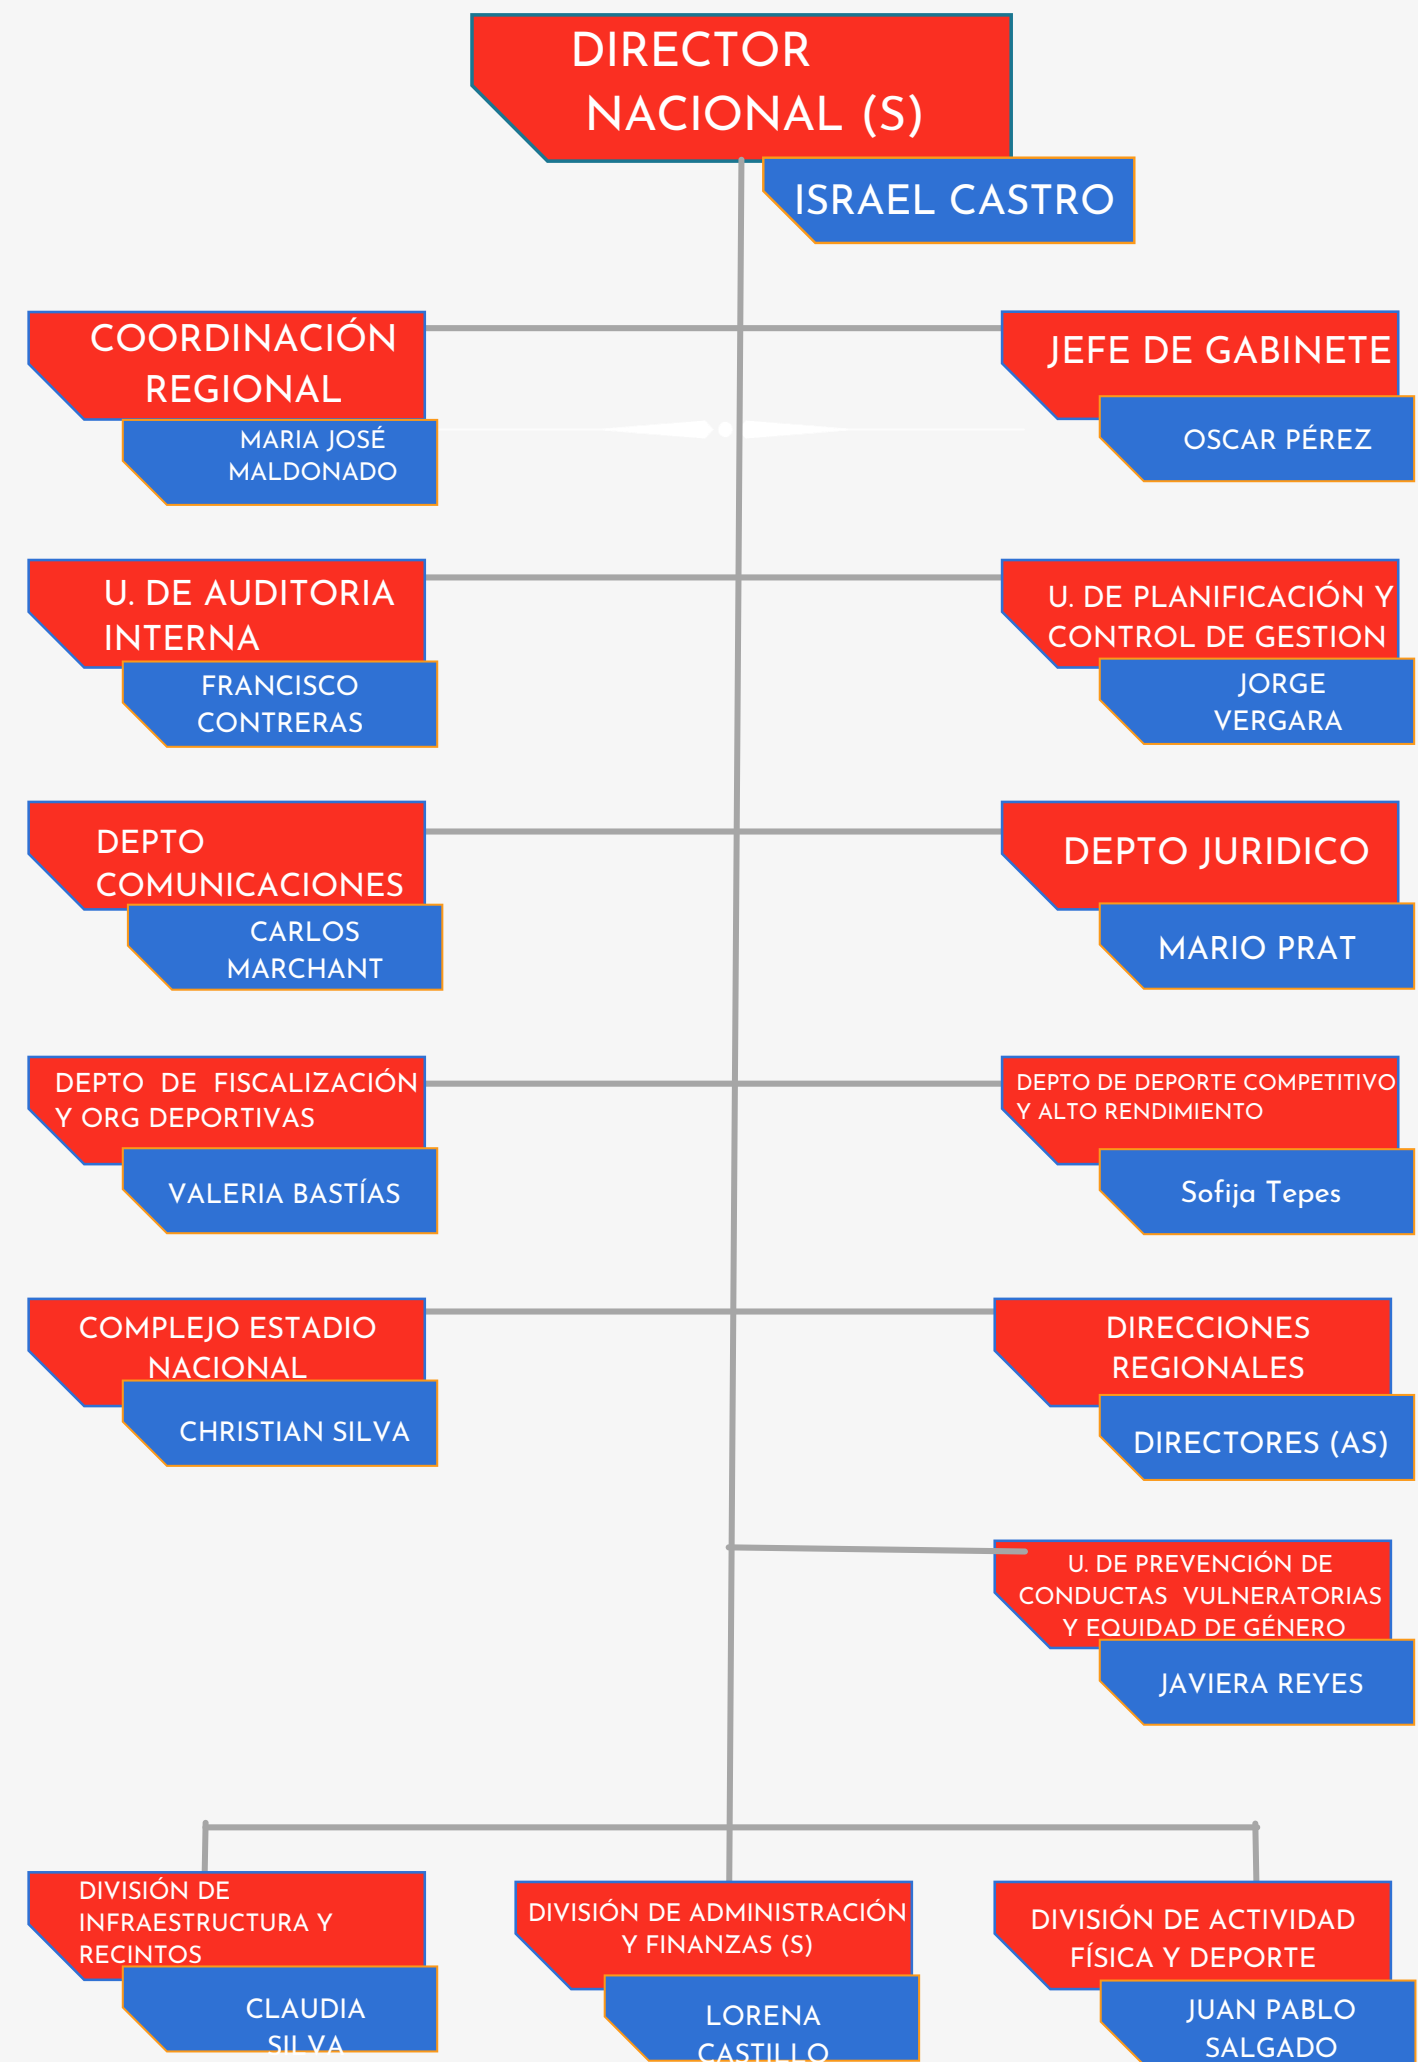 DIRECTOR
NACIONAL (S)
ISRAEL CASTRO
COORDINACIÓN
REGIONAL
MARIA JOSÉ
MALDONADO
JEFE DE GABINETE
OSCAR PÉREZ
U. DE AUDITORIA
INTERNA
FRANCISCO
CONTRERAS
U. DE PLANIFICACIÓN Y
CONTROL DE GESTION
JORGE
VERGARA
DEPTO
COMUNICACIONES
CARLOS
MARCHANT
DEPTO JURIDICO
MARIO PRAT
DEPTO DE FISCALIZACIÓN
Y ORG DEPORTIVAS
VALERIA BASTÍAS
DEPTO DE DEPORTE COMPETITIVO
Y ALTO RENDIMIENTO
Sofija Tepes
COMPLEJO ESTADIO
NACIONAL
CHRISTIAN SILVA
DIRECCIONES
REGIONALES
DIRECTORES (AS)
U. DE PREVENCIÓN DE
CONDUCTAS VULNERATORIAS
Y EQUIDAD DE GÉNERO
JAVIERA REYES
DIVISIÓN DE
INFRAESTRUCTURA Y
RECINTOS
CLAUDIA
SILVA
DIVISIÓN DE ADMINISTRACIÓN
Y FINANZAS (S)
LORENA
CASTILLO
DIVISIÓN DE ACTIVIDAD
FÍSICA Y DEPORTE
JUAN PABLO
SALGADO